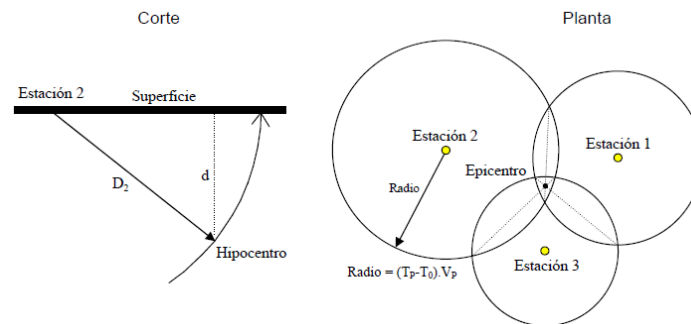 Corte
Estación 2
Superficie
D2
d
Hipocentro
Planta
Estación 2
Estación 1
Epicentro
Radio
Estación 3
Radio = (TP-T0).VP